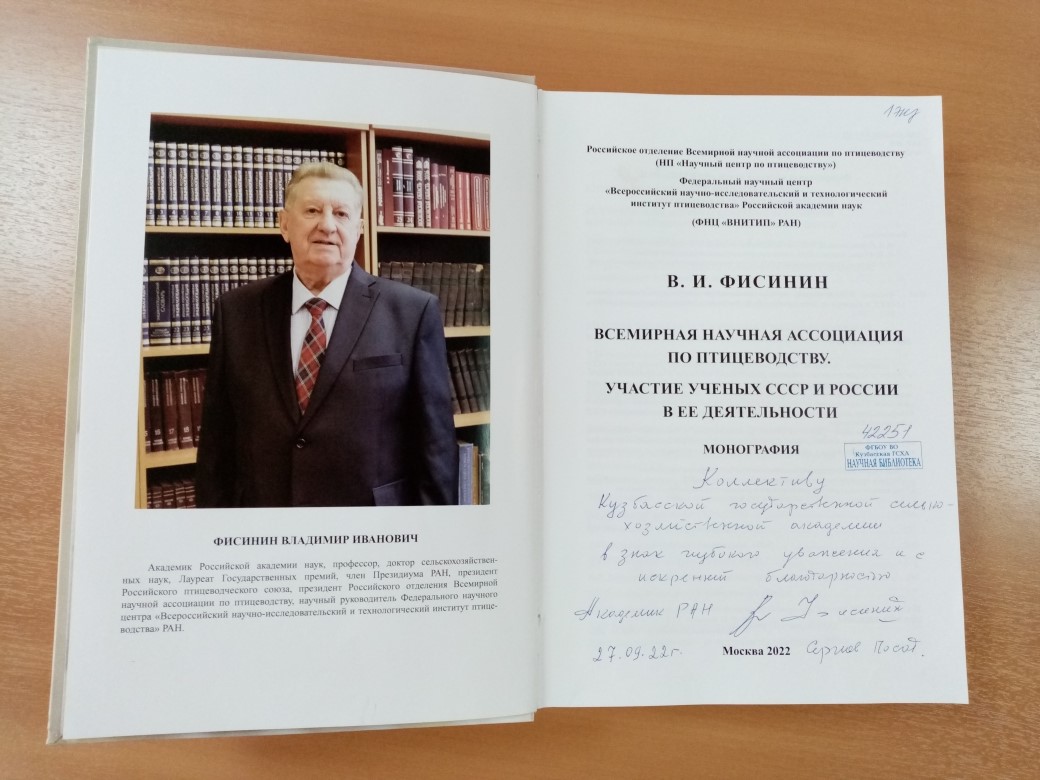 ФИСИНИН ВЛАДИМИР ИВАНОВИЧ
Академик Российской академии наук, профессор, доктор сельскохозяйствен-
ных наук, Лауреат Государственных премий, член Президиума РАН, президент
Российского птицеводческого союза, президент Российского отделения Всемирной
научной ассоциации по птицеводству, научный руководитель Федерального научного
центра «Всероссийский научно-исследовательский и технологический институт птице-
водства» РАН.
Российское отделение Всемирной научной ассоциации по птицеводству
(НП «Научный центр по птицеводству»)
Федеральный научный центр
«Всероссийский научно-исследовательский и технологический
институт птицеводства» Российской академии наук
(ФНЦ «ВНИТИП» РАН)
В. И. ФИСИНИН
ВСЕМИРНАЯ НАУЧНАЯ АССОЦИАЦИЯ
ПО ПТИЦЕВОДСТВУ.
УЧАСТИЕ УЧЕНЫХ СССР И РОССИИ
В ЕЕ ДЕЯТЕЛЬНОСТИ
42251
МОНОГРАФИЯ
ФГБОУ ВО
Кузбасская ГСХА
НАУЧНАЯ БИБЛИОТЕКА
Коллективу
Кузбасской государственной сельско-
хозяйственной академии
в знак глубокого уважения и с
искренней благодарностью
Академик РАН Фисинин
27.09.22г. Москва 2022 Сергиев Посад.